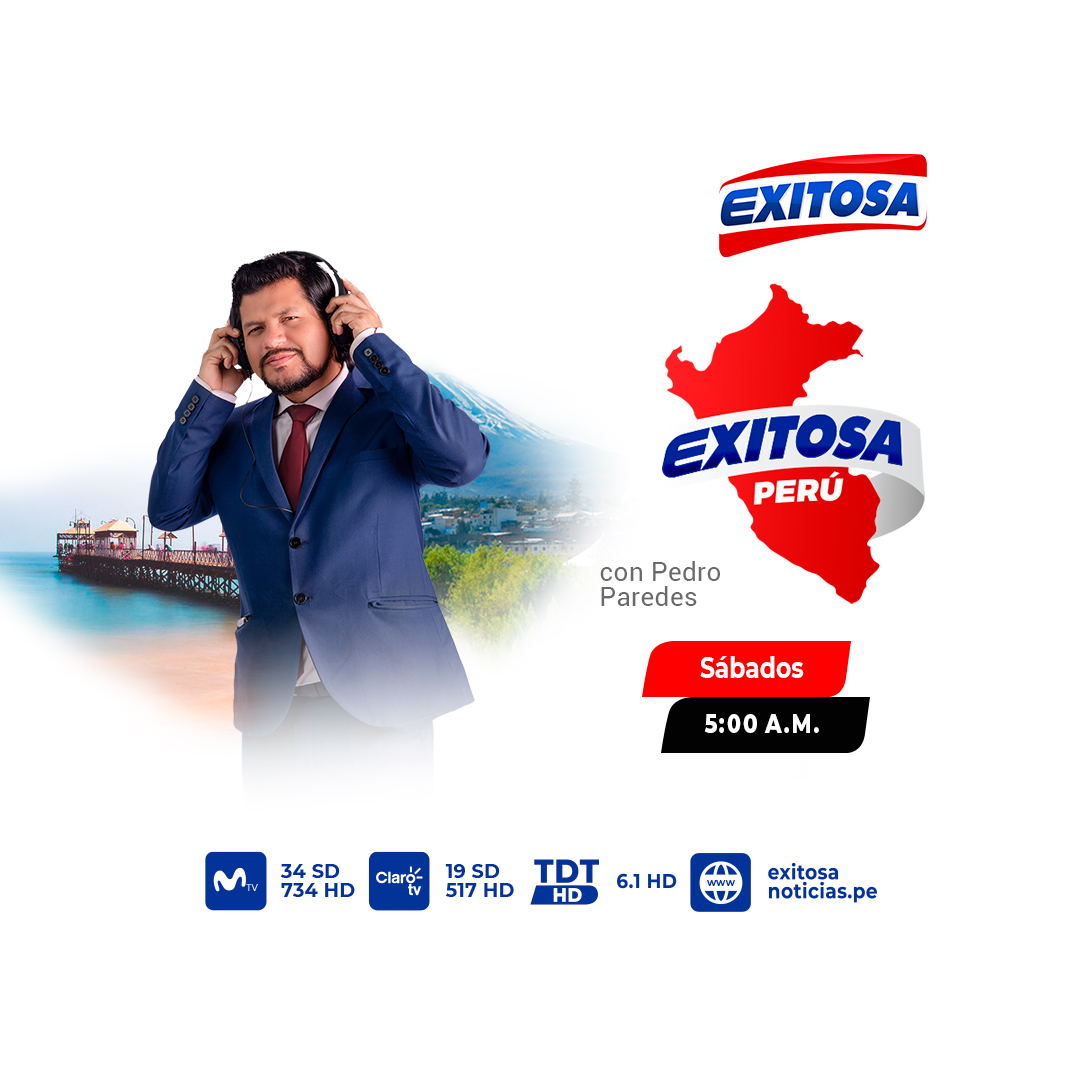 EXITOSA
EXITOSA
PERÚ
con Pedro
Paredes
Sábados
5:00 A.M.
TV
34 SD
734 HD
Claro
tv
19 SD
517 HD
TDT
HD
6.1 HD
www
exitosa
noticias.pe